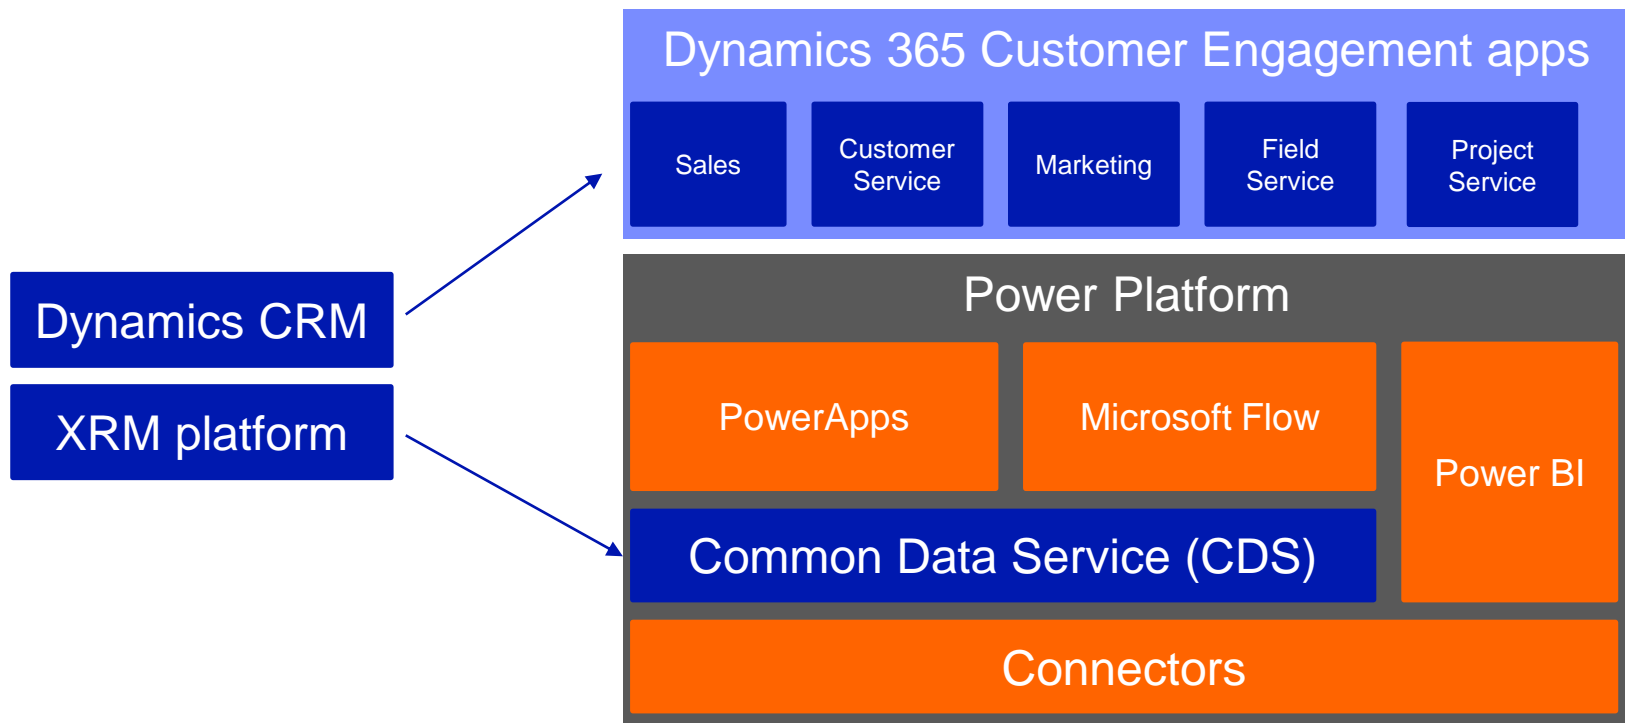 Dynamics CRM
XRM platform
Dynamics 365 Customer Engagement apps
Sales
Customer
Service
Marketing
Field
Service
Project
Service
Power Platform
PowerApps
Microsoft Flow
Power BI
Common Data Service (CDS)
Connectors